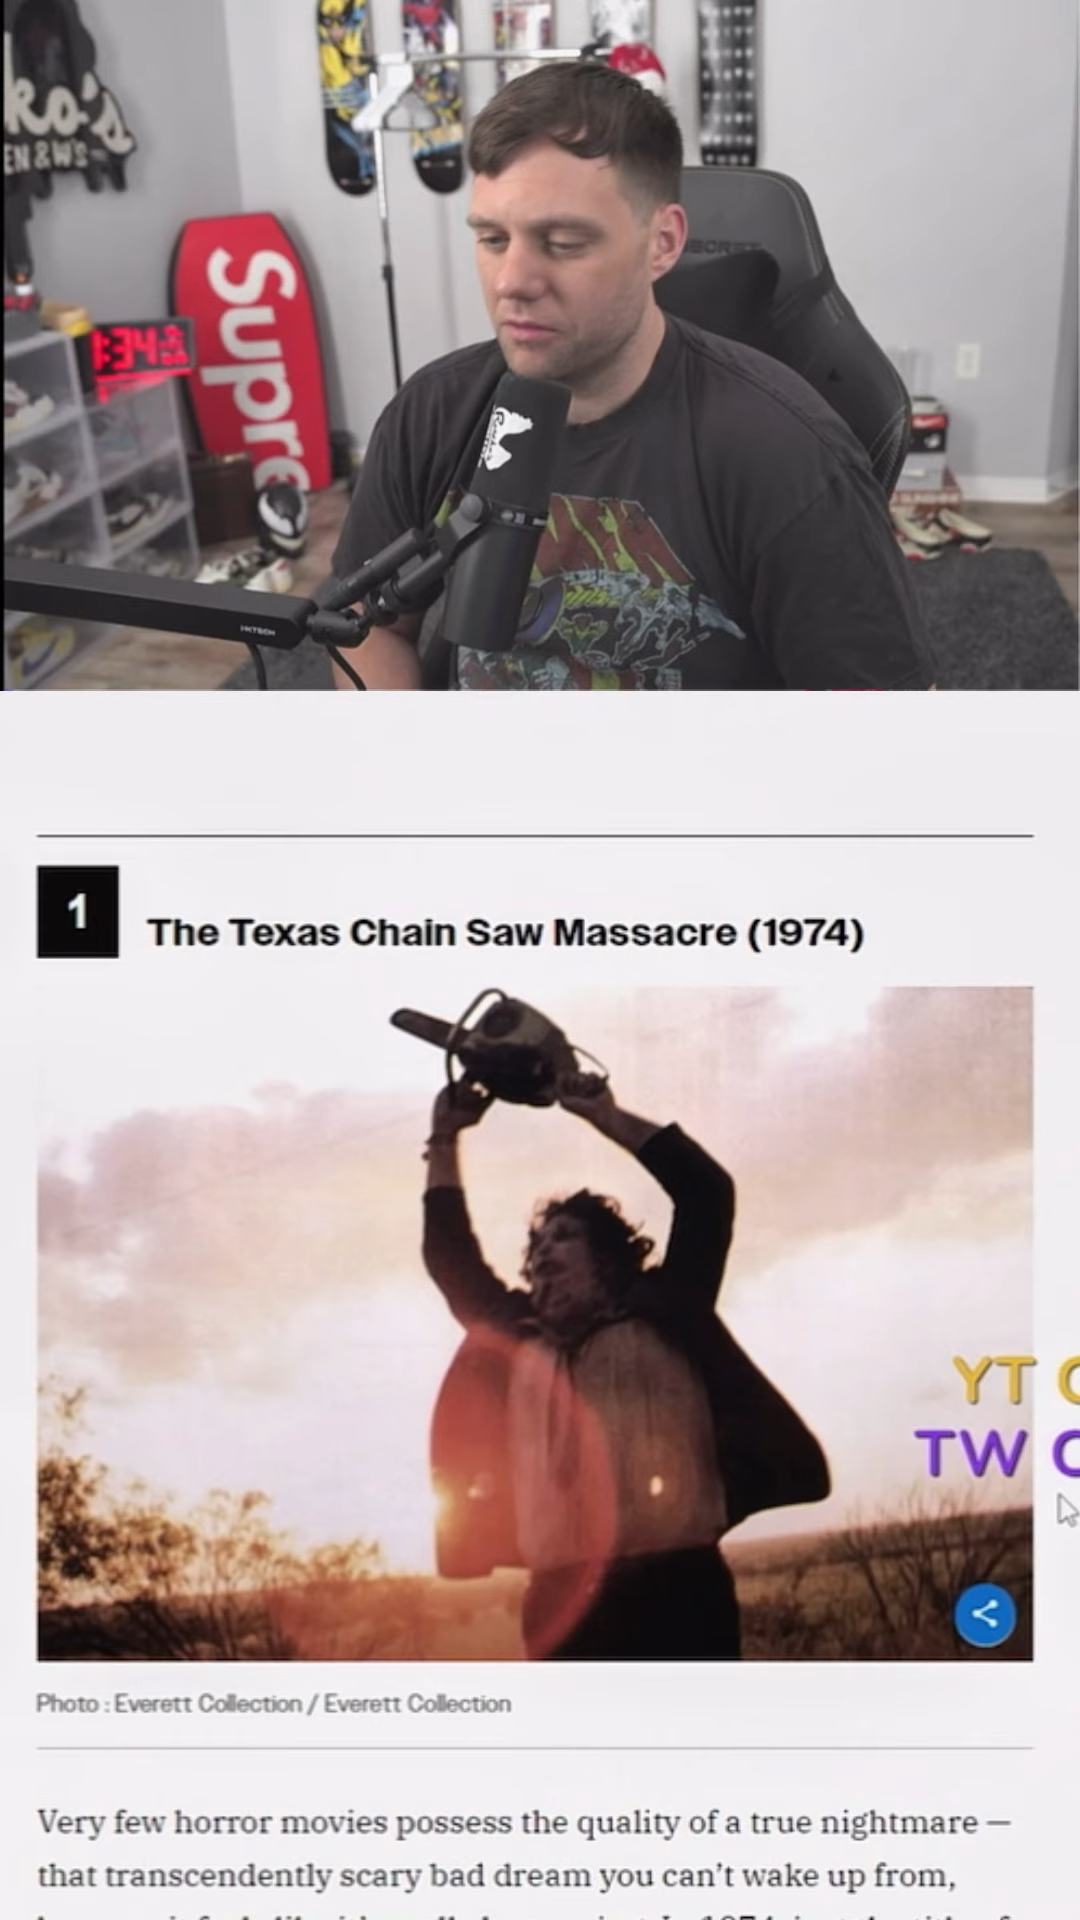 EN & W's
Supre
1
The Texas Chain Saw Massacre (1974)
YT
TW
Photo : Everett Collection / Everett Collection
Very few horror movies possess the quality of a true nightmare —
that transcendently scary bad dream you can't wake up from,